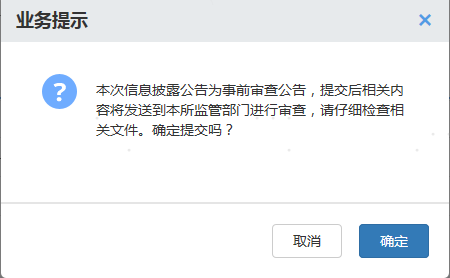 业务提示
本次信息披露公告为事前审查公告，提交后相关内
容将发送到本所监管部门进行审查，请仔细检查相
关文件。确定提交吗？
取消
确定